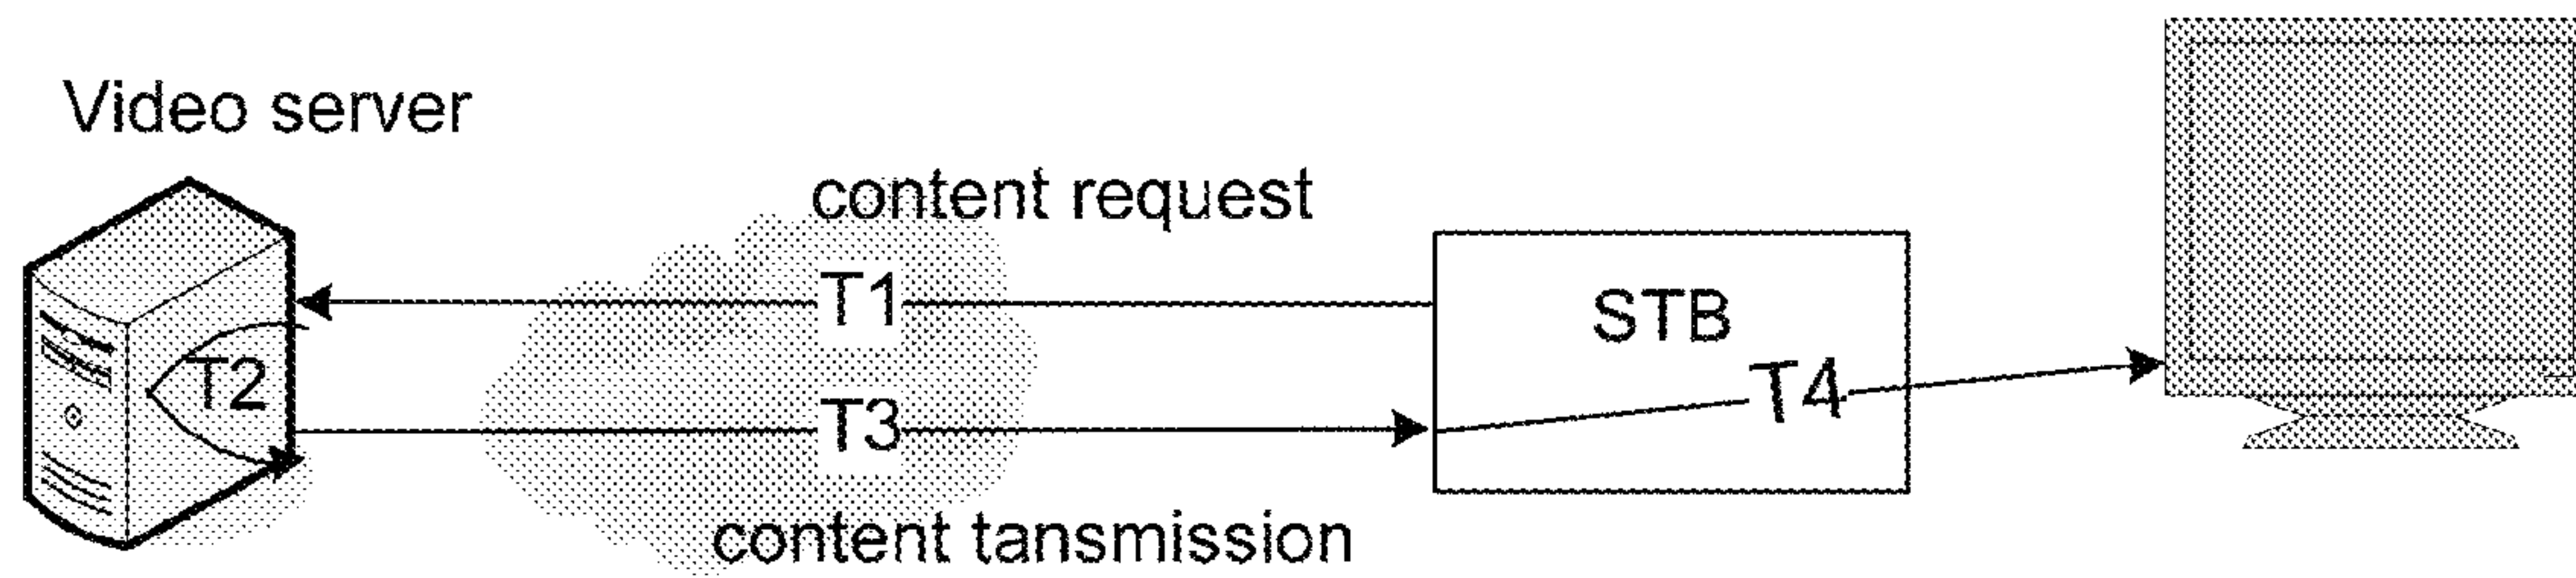 Video server
content request
T1
STB
T2
T4
T3
content tansmission